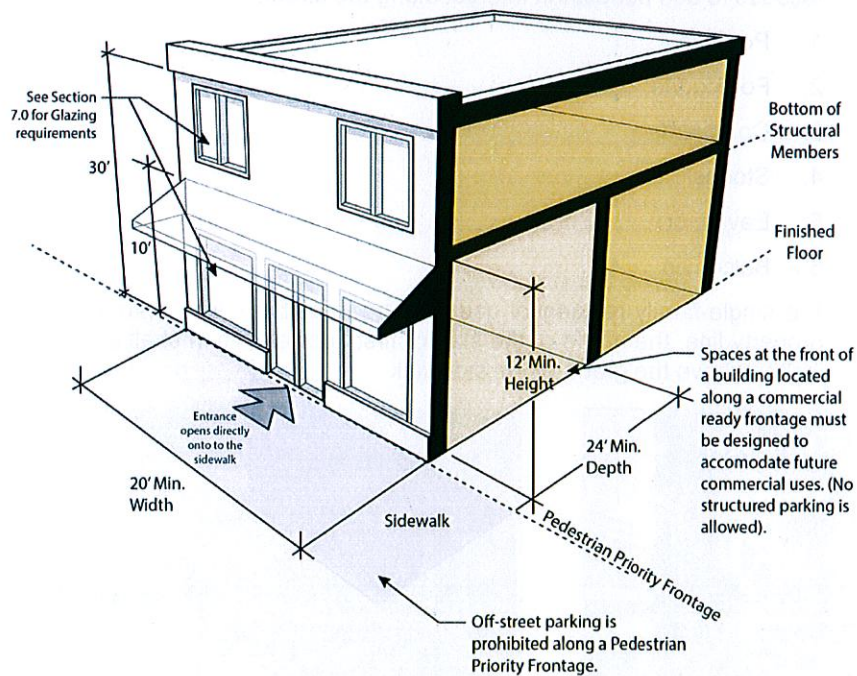 See Section
7.0 for Glazing
requirements
30'
10'
Bottom of
Structural
Members
Finished
Floor
12' Min.
Height
Spaces at the front of
a building located
along a commercial
ready frontage must
be designed to
accomodate future
commercial uses. (No
structured parking is
allowed).
24' Min.
Depth
Entrance
opens directly
onto to the
sidewalk
20' Min.
Width
Sidewalk
Pedestrian Priority Frontage
Off-street parking is
prohibited along a Pedestrian
Priority Frontage.